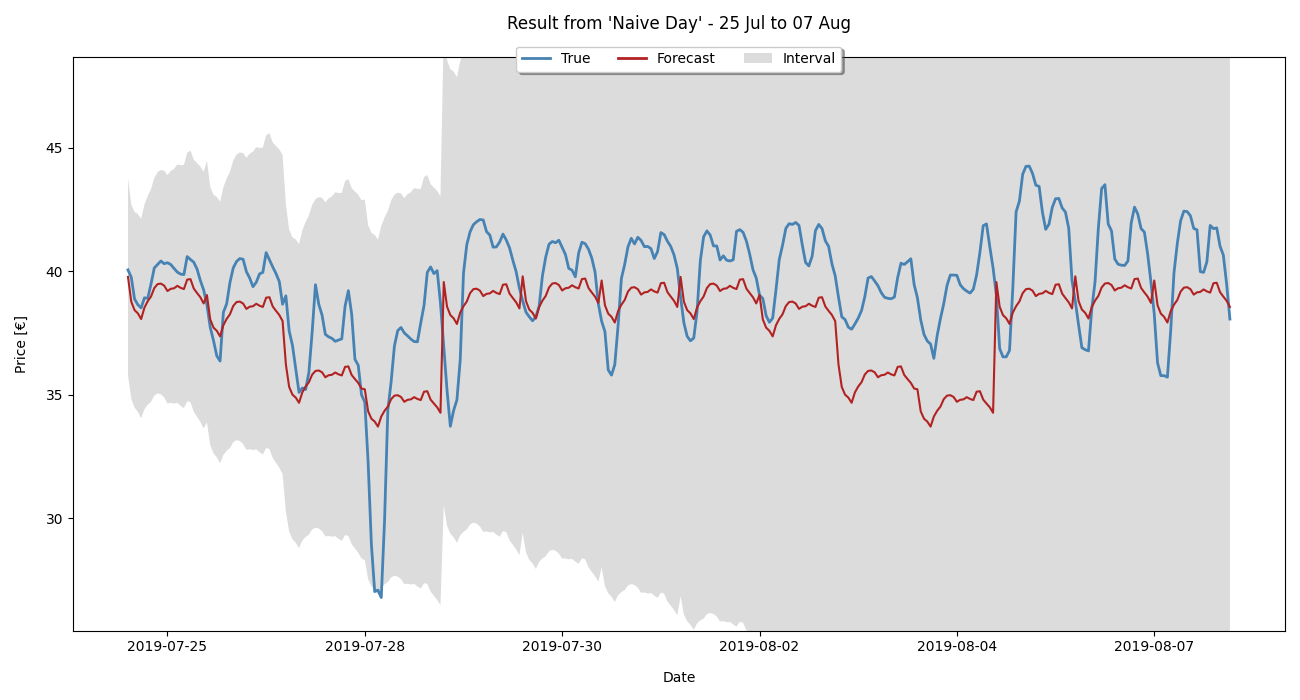 Result from 'Naive Day' - 25 Jul to 07 Aug
True Forecast Interval
Price [€]
45
40
35
30
2019-07-25 2019-07-28 2019-07-30 2019-08-02 2019-08-04 2019-08-07
Date